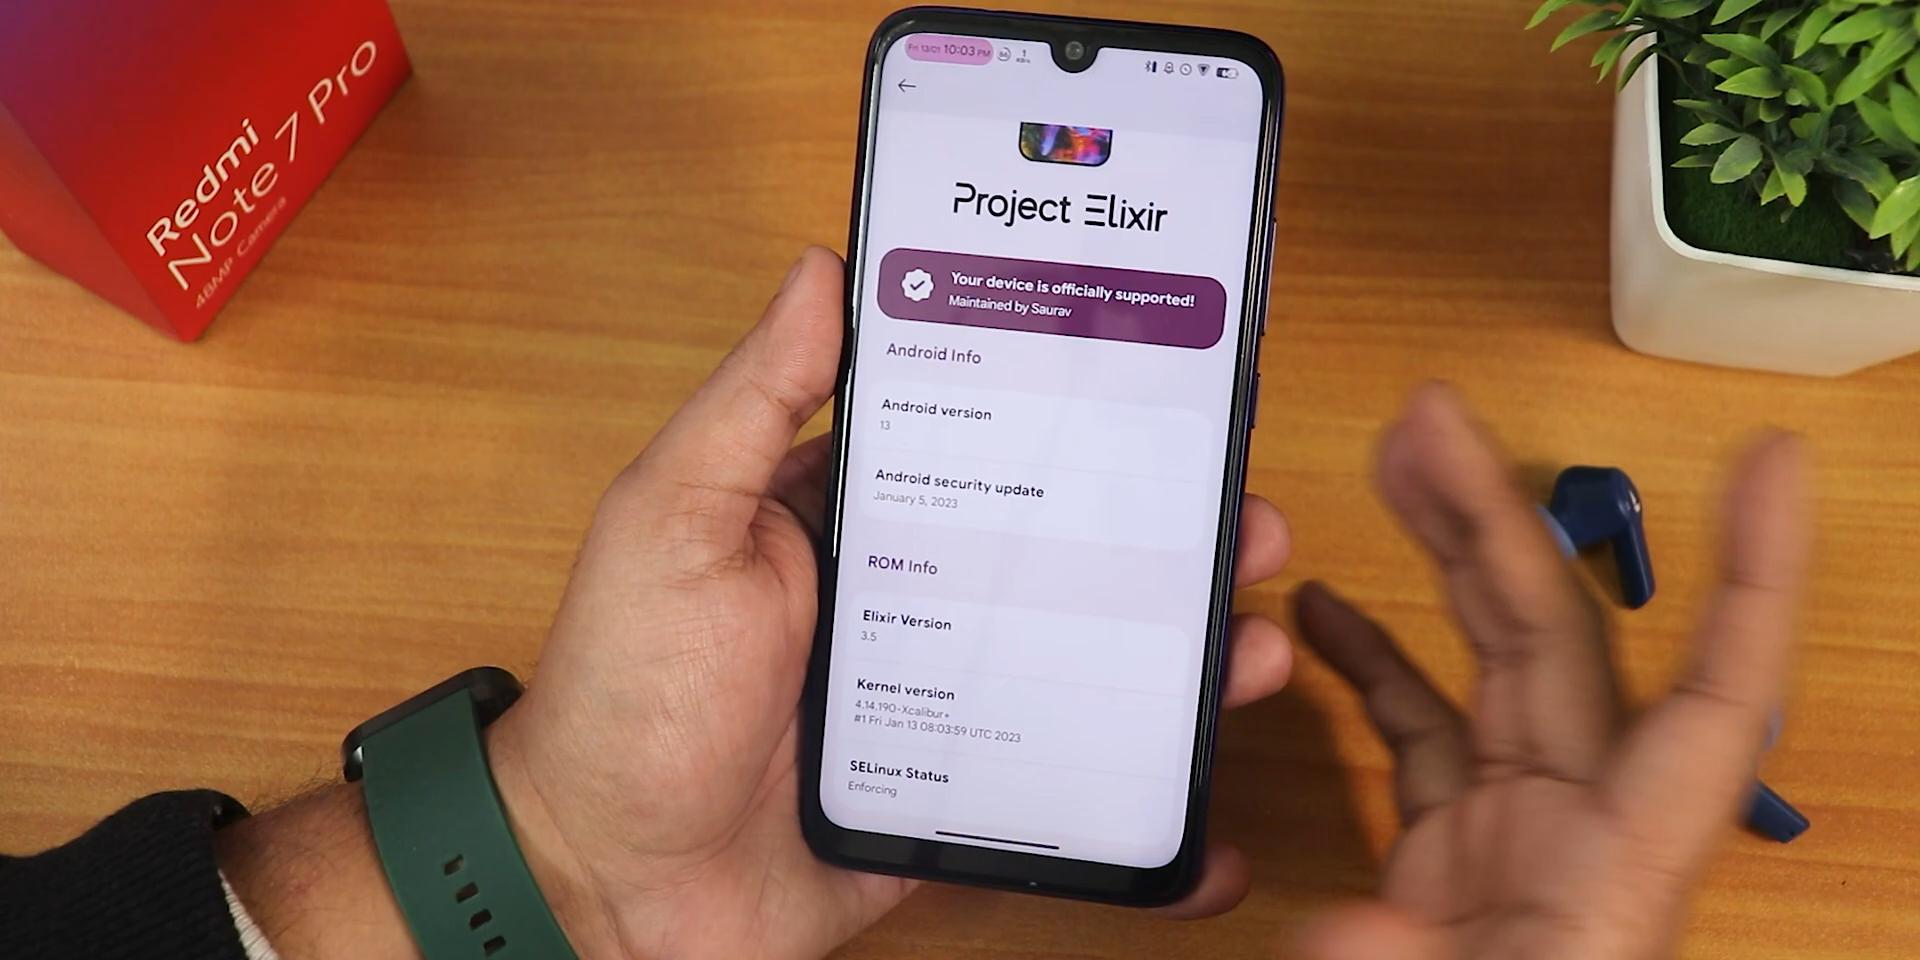 Redmi
Note 7 Pro
48MP Camera
Fri 13/01 10:03 PM
Project Elixir
Your device is officially supported!
Maintained by Saurav
Android Info
Android version
13
Android security update
January 5, 2023
ROM Info
Elixir Version
3.5
Kernel version
4.14.190-Xcalibur+
#1 Fri Jan 13 08:03:59 UTC 2023
SELinux Status
Enforcing